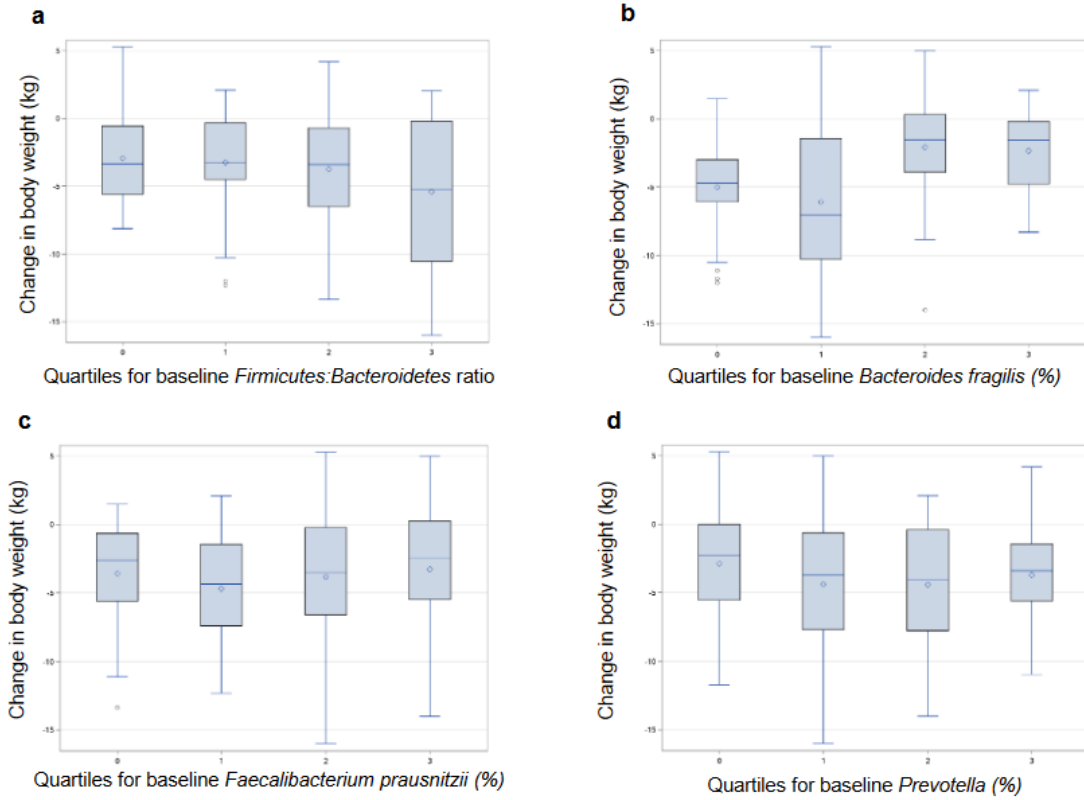 a
Change in body weight (kg)
5
0
-5
-10
-15
0 1 2 3
Quartiles for baseline Firmicutes:Bacteroidetes ratio
b
Change in body weight (kg)
5
0
-5
-10
-15
0 1 2 3
Quartiles for baseline Bacteroides fragilis (%)
c
Change in body weight (kg)
5
0
-5
-10
-15
0 1 2 3
Quartiles for baseline Faecalibacterium prausnitzii (%)
d
Change in body weight (kg)
5
0
-5
-10
-15
0 1 2 3
Quartiles for baseline Prevotella (%)